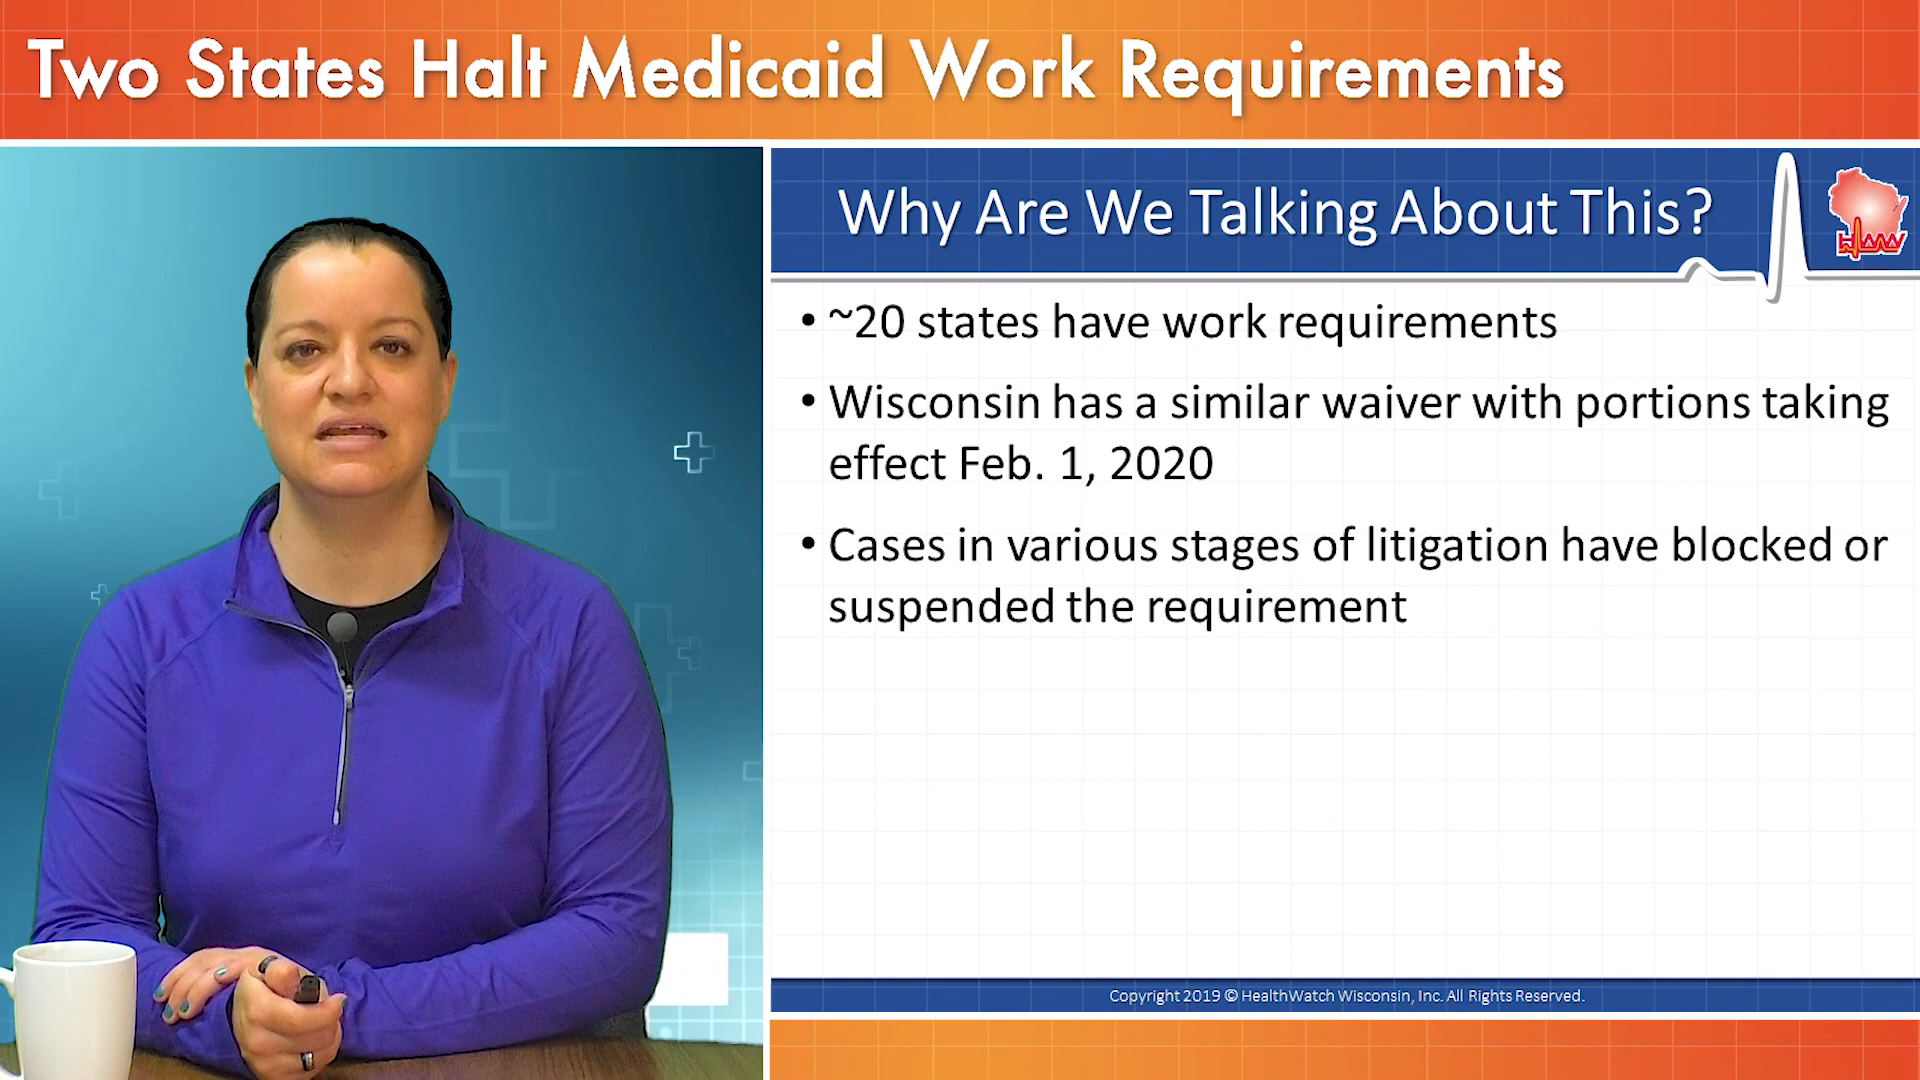 Two States Halt Medicaid Work Requirements
Why Are We Talking About This?
HWW
• ~20 states have work requirements
• Wisconsin has a similar waiver with portions taking
effect Feb. 1, 2020
• Cases in various stages of litigation have blocked or
suspended the requirement
Copyright 2019 © HealthWatch Wisconsin, Inc. All Rights Reserved.